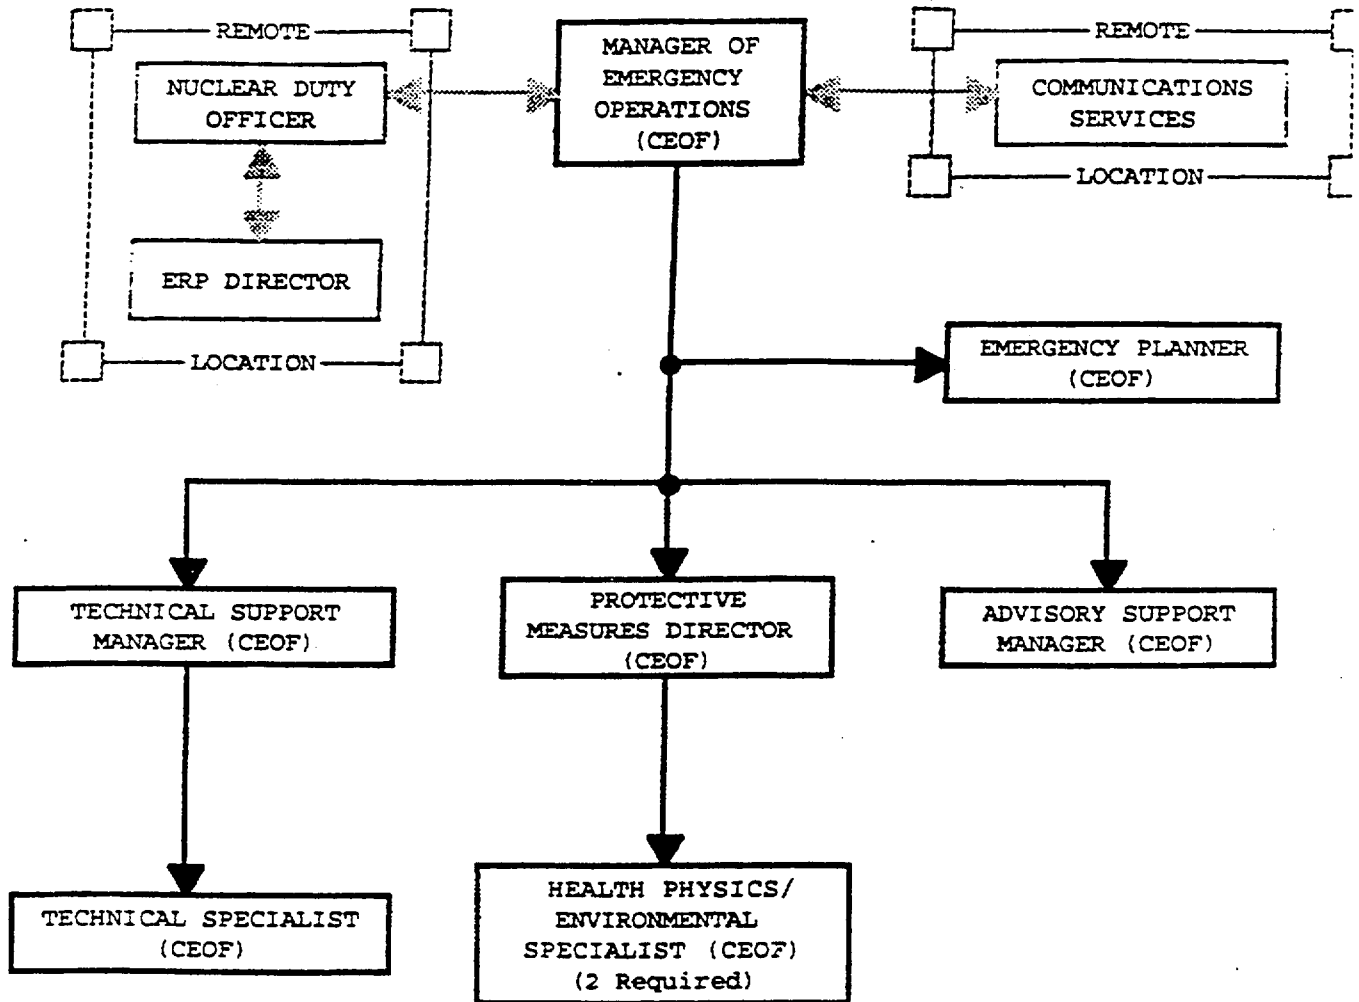 REMOTE
NUCLEAR DUTY
OFFICER
ERP DIRECTOR
LOCATION
MANAGER OF
EMERGENCY
OPERATIONS
(CEOF)
REMOTE
COMMUNICATIONS
SERVICES
LOCATION
EMERGENCY PLANNER
(CEOF)
TECHNICAL SUPPORT
MANAGER (CEOF)
PROTECTIVE
MEASURES DIRECTOR
(CEOF)
ADVISORY SUPPORT
MANAGER (CEOF)
TECHNICAL SPECIALIST
(CEOF)
HEALTH PHYSICS/
ENVIRONMENTAL
SPECIALIST (CEOF)
(2 Required)